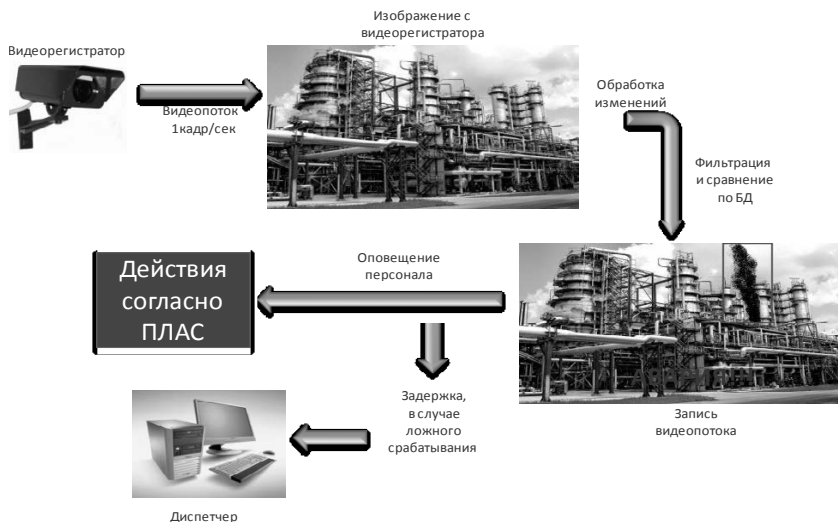 Видеорегистратор
Видеопоток
1кадр/сек
Изображение с
видеорегистратора
Обработка
изменений
Фильтрация
и сравнение
по БД
Запись
видеопотока
Оповещение
персонала
Действия
согласно
ПЛАС
Задержка,
в случае
ложного
срабатывания
Диспетчер